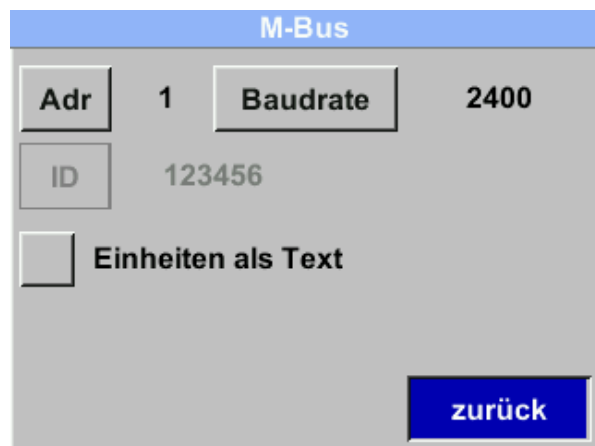 M-Bus
Adr 1 Baudrate 2400
ID 123456
Einheiten als Text
zurück